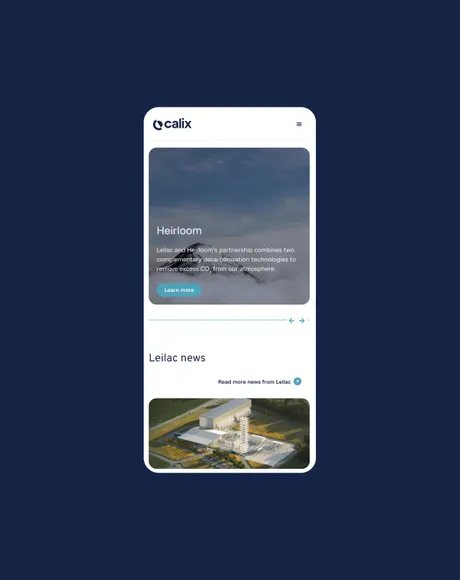 calix
Heirloom
Leilac and Heirloom's partnership combines two
complementary decarbonisation technologies to
remove excess CO₂ from our atmosphere.
Learn more
Leilac news
Read more news from Leilac